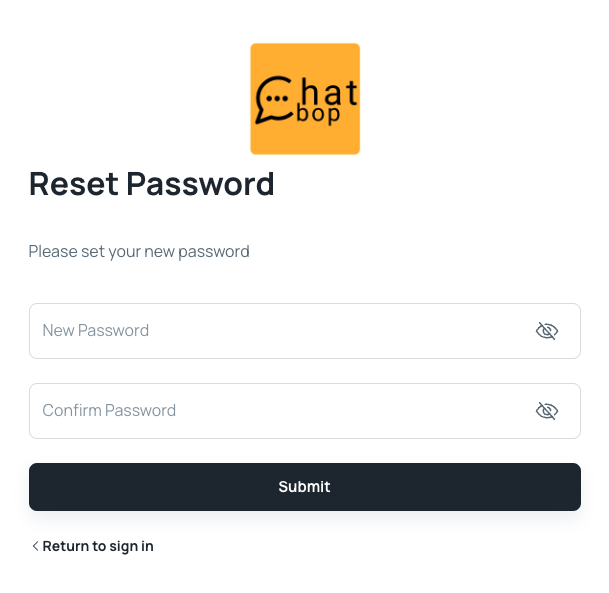 Chat
bop
Reset Password
Please set your new password
New Password
Confirm Password
Submit
Return to sign in